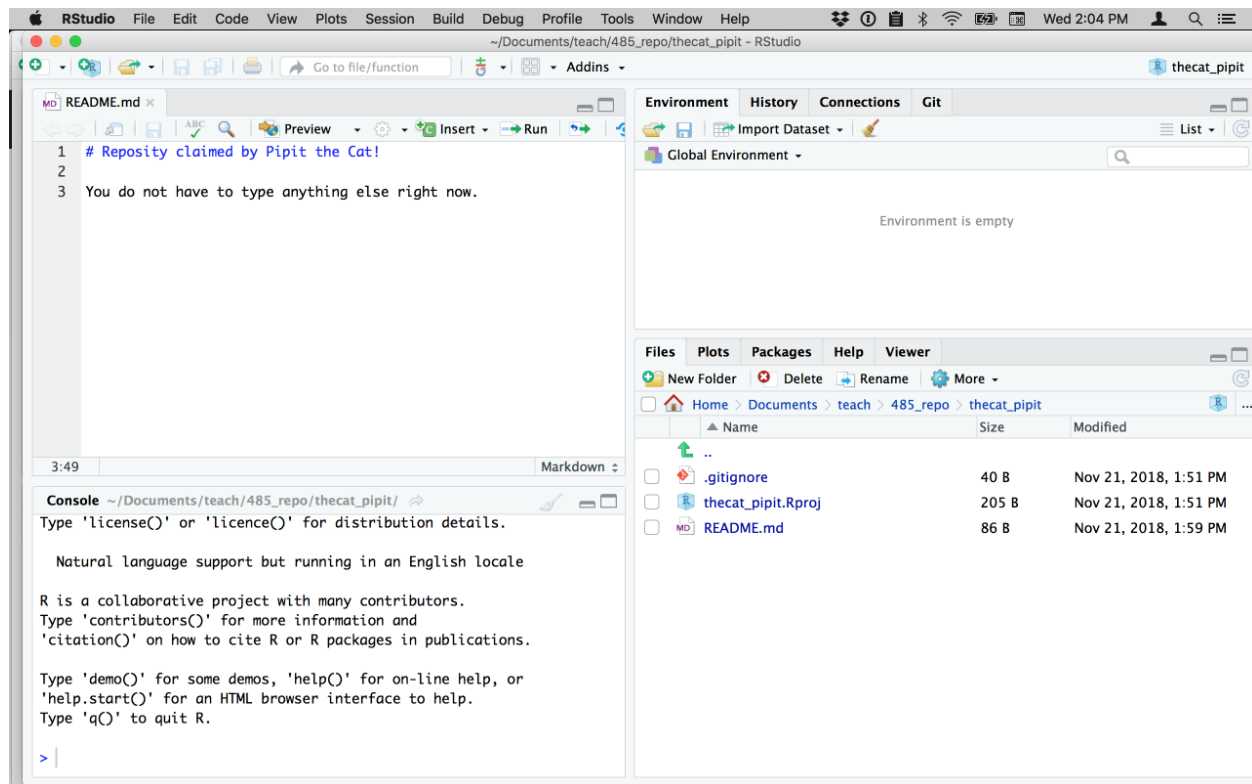 RStudio File Edit Code View Plots Session Build Debug Profile Tools Window Help Wed 2:04 PM
~/Documents/teach/485_repo/thecat_pipit - RStudio
Go to file/function Addins thecat_pipit
README.md
ABC Preview Insert Run
1 # Reposity claimed by Pipit the Cat!
2
3 You do not have to type anything else right now.
3:49 Markdown
Console ~/Documents/teach/485_repo/thecat_pipit/
Type 'license()' or 'licence()' for distribution details.
Natural language support but running in an English locale
R is a collaborative project with many contributors.
Type 'contributors()' for more information and
'citation()' on how to cite R or R packages in publications.
Type 'demo()' for some demos, 'help()' for on-line help, or
'help.start()' for an HTML browser interface to help.
Type 'q()' to quit R.
>
Environment History Connections Git
Import Dataset List
Global Environment
Environment is empty
Files Plots Packages Help Viewer
New Folder Delete Rename More
Home > Documents > teach > 485_repo > thecat_pipit ...
Name Size Modified
..
.gitignore 40 B Nov 21, 2018, 1:51 PM
thecat_pipit.Rproj 205 B Nov 21, 2018, 1:51 PM
MD README.md 86 B Nov 21, 2018, 1:59 PM